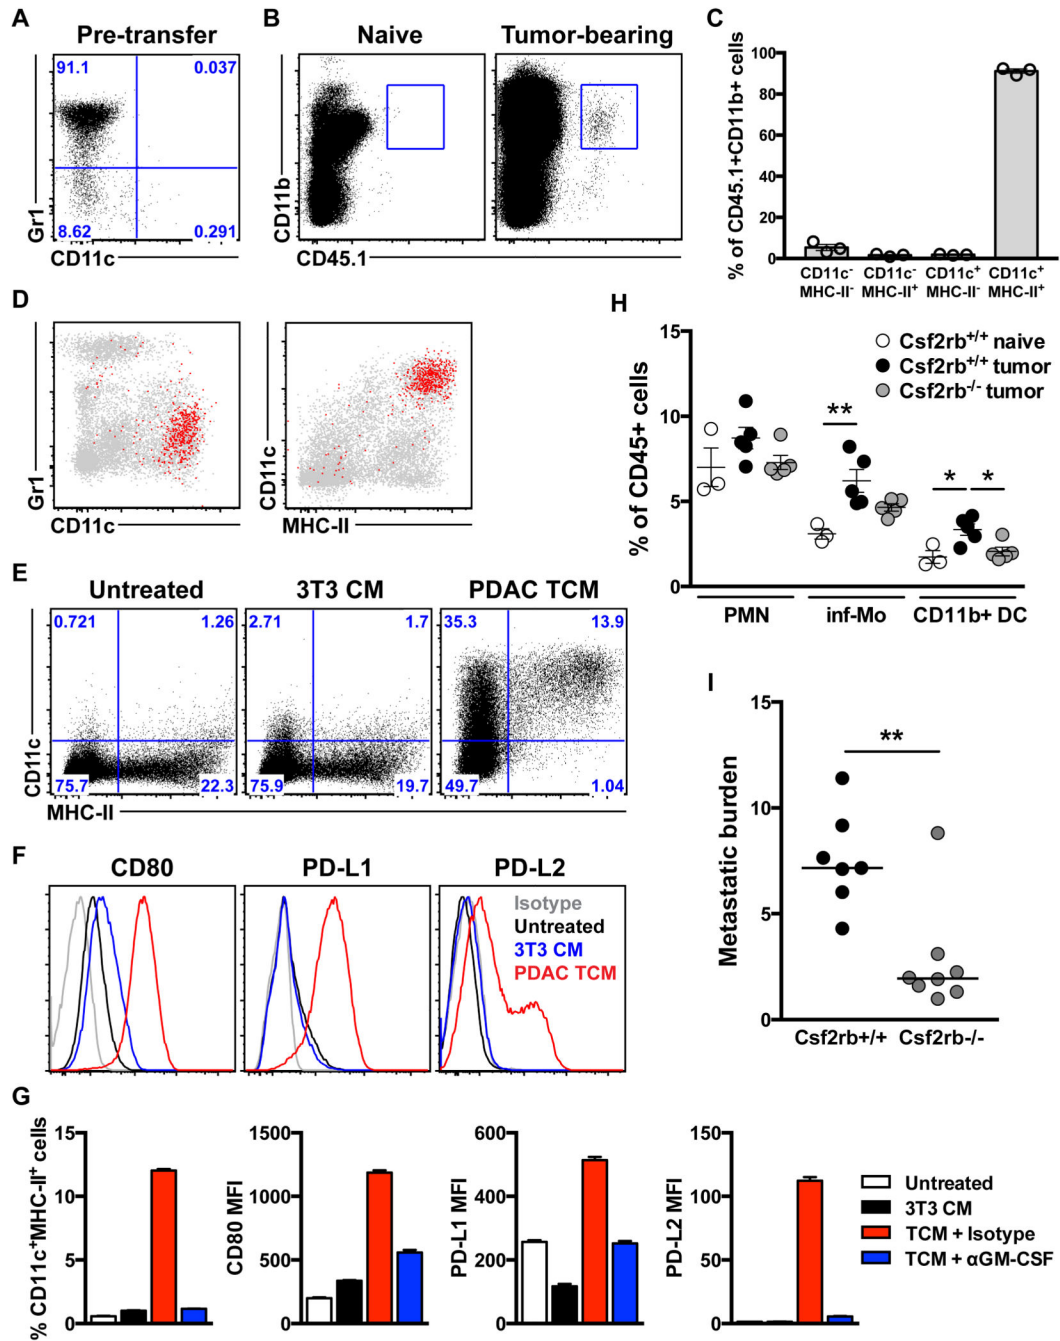 A
Pre-transfer
91.1
0.037
8.62
0.291
Gr1
CD11c
B
Naive
Tumor-bearing
CD11b
CD45.1
C
% of CD45.1+CD11b+ cells
100
80
60
40
20
0
CD11c- MHC-II-
CD11c- MHC-II+
CD11c+ MHC-II-
CD11c+ MHC-II+
D
Gr1
CD11c
CD11c
MHC-II
E
Untreated
3T3 CM
PDAC TCM
0.721
1.26
75.7
22.3
2.71
1.7
75.9
19.7
35.3
13.9
49.7
1.04
CD11c
MHC-II
F
CD80
PD-L1
PD-L2
Isotype
Untreated
3T3 CM
PDAC TCM
G
% CD11c+MHC-II+ cells
15
10
5
0
CD80 MFI
1500
1000
500
0
PD-L1 MFI
600
400
200
0
PD-L2 MFI
150
100
50
0
Untreated
3T3 CM
TCM + Isotype
TCM + αGM-CSF
H
% of CD45+ cells
15
10
5
0
Csf2rb+/+ naive
Csf2rb+/+ tumor
Csf2rb-/- tumor
**
*
*
PMN
inf-Mo
CD11b+ DC
I
Metastatic burden
15
10
5
0
**
Csf2rb+/+
Csf2rb-/-